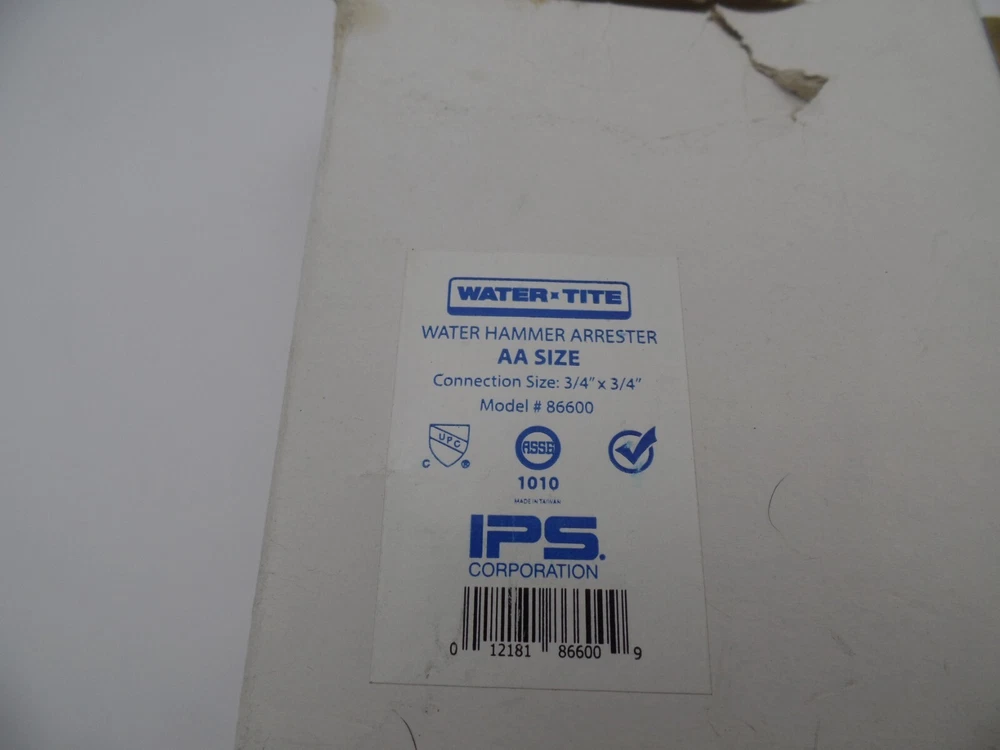 WATER TITE
WATER HAMMER ARRESTER
AA SIZE
Connection Size: 3/4" x 3/4"
Model # 86600
UPC
C ®
ASSE
1010
MADE IN TAIWAN
IPS.
CORPORATION
0 12181 86600 9